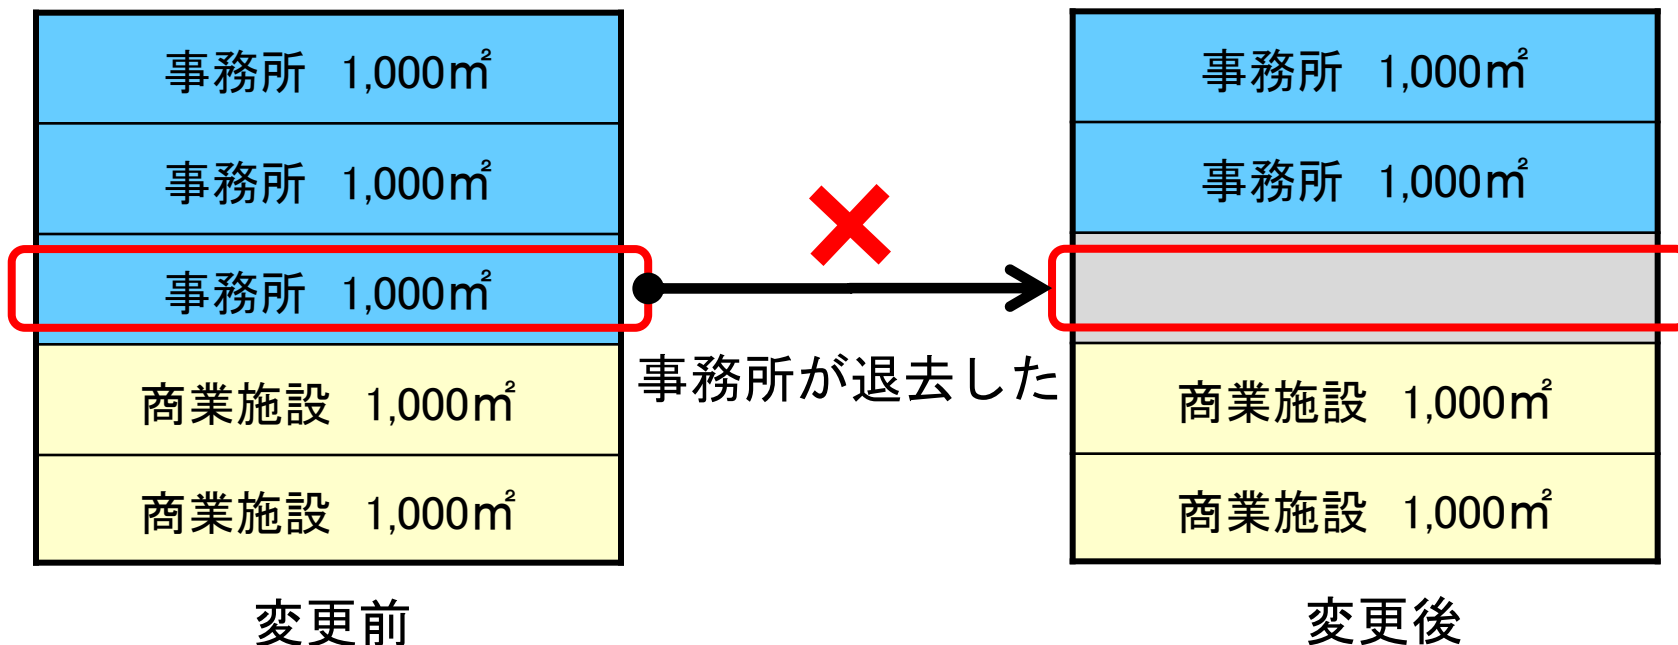 事務所 1,000㎡
事務所 1,000㎡
事務所 1,000㎡
商業施設 1,000㎡
商業施設 1,000㎡
変更前
事務所が退去した
事務所 1,000㎡
事務所 1,000㎡
商業施設 1,000㎡
商業施設 1,000㎡
変更後